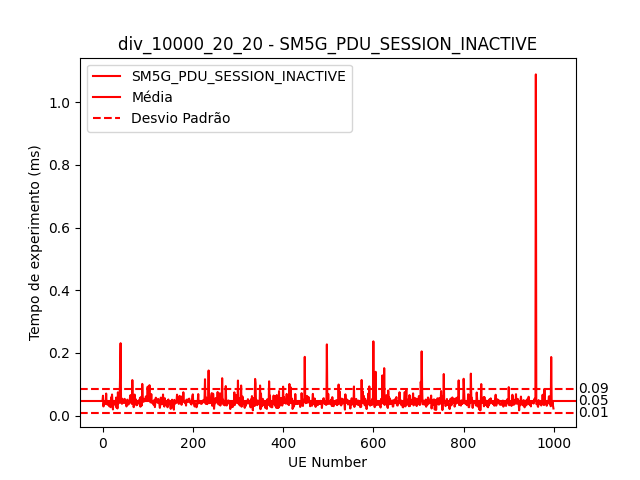 div_10000_20_20 - SM5G_PDU_SESSION_INACTIVE
SM5G_PDU_SESSION_INACTIVE
Média
Desvio Padrão
Tempo de experimento (ms)
1.0
0.8
0.6
0.4
0.2
0.0
0.09
0.05
0.01
0 200 400 600 800 1000
UE Number